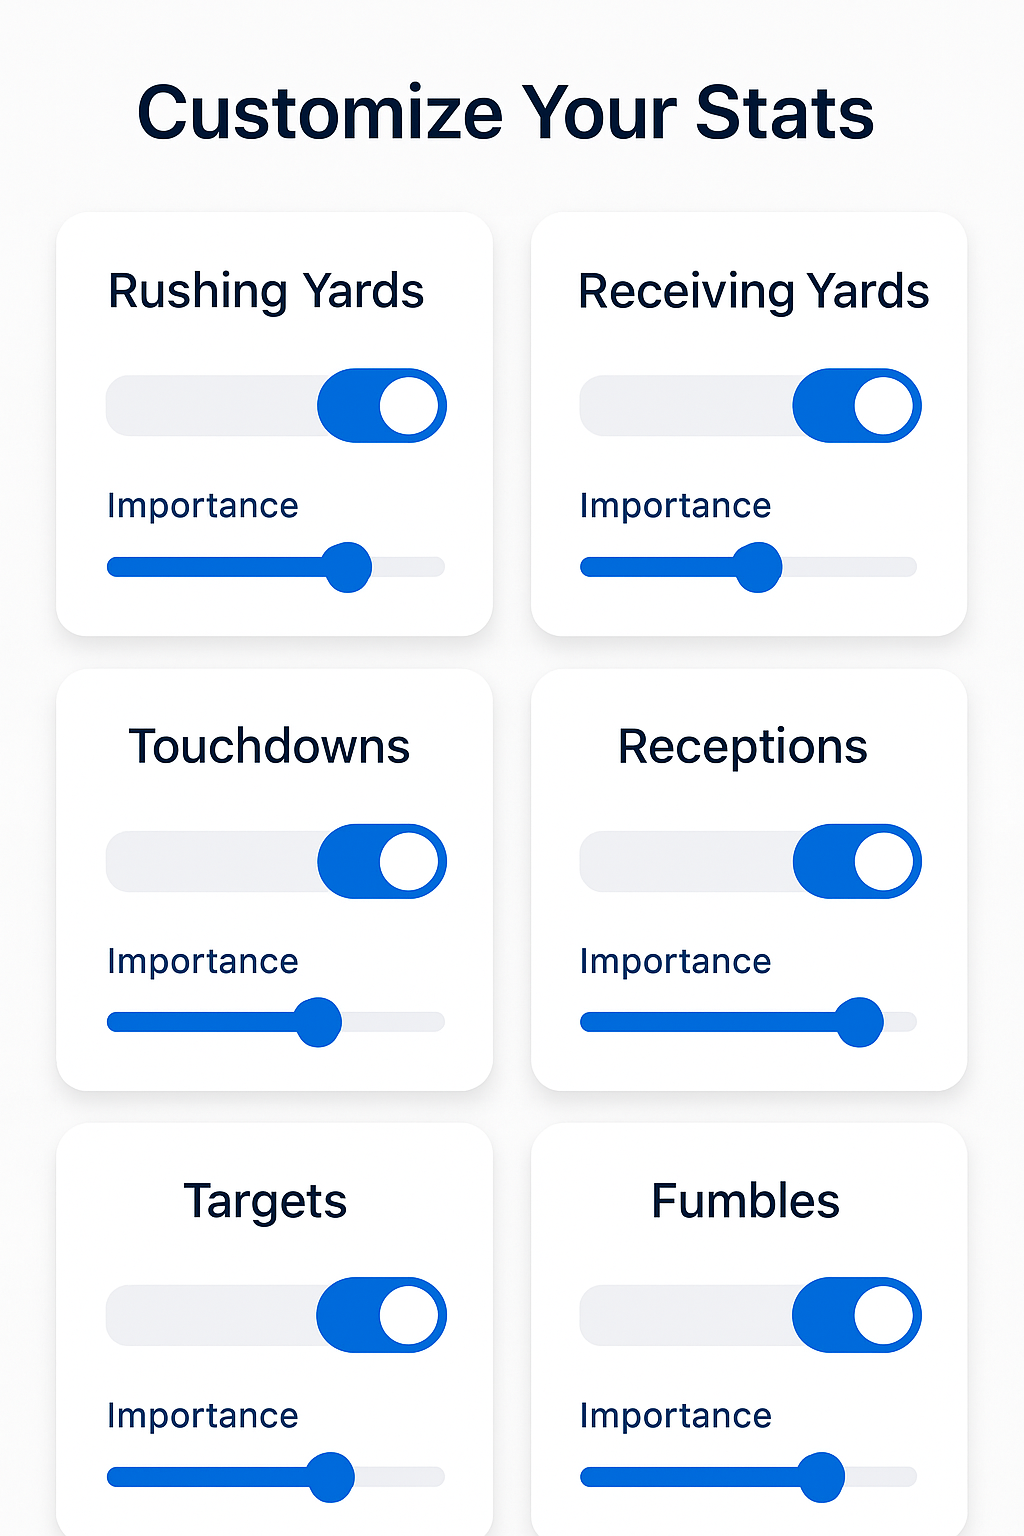 Customize Your Stats
Rushing Yards
Importance
Receiving Yards
Importance
Touchdowns
Importance
Receptions
Importance
Targets
Importance
Fumbles
Importance